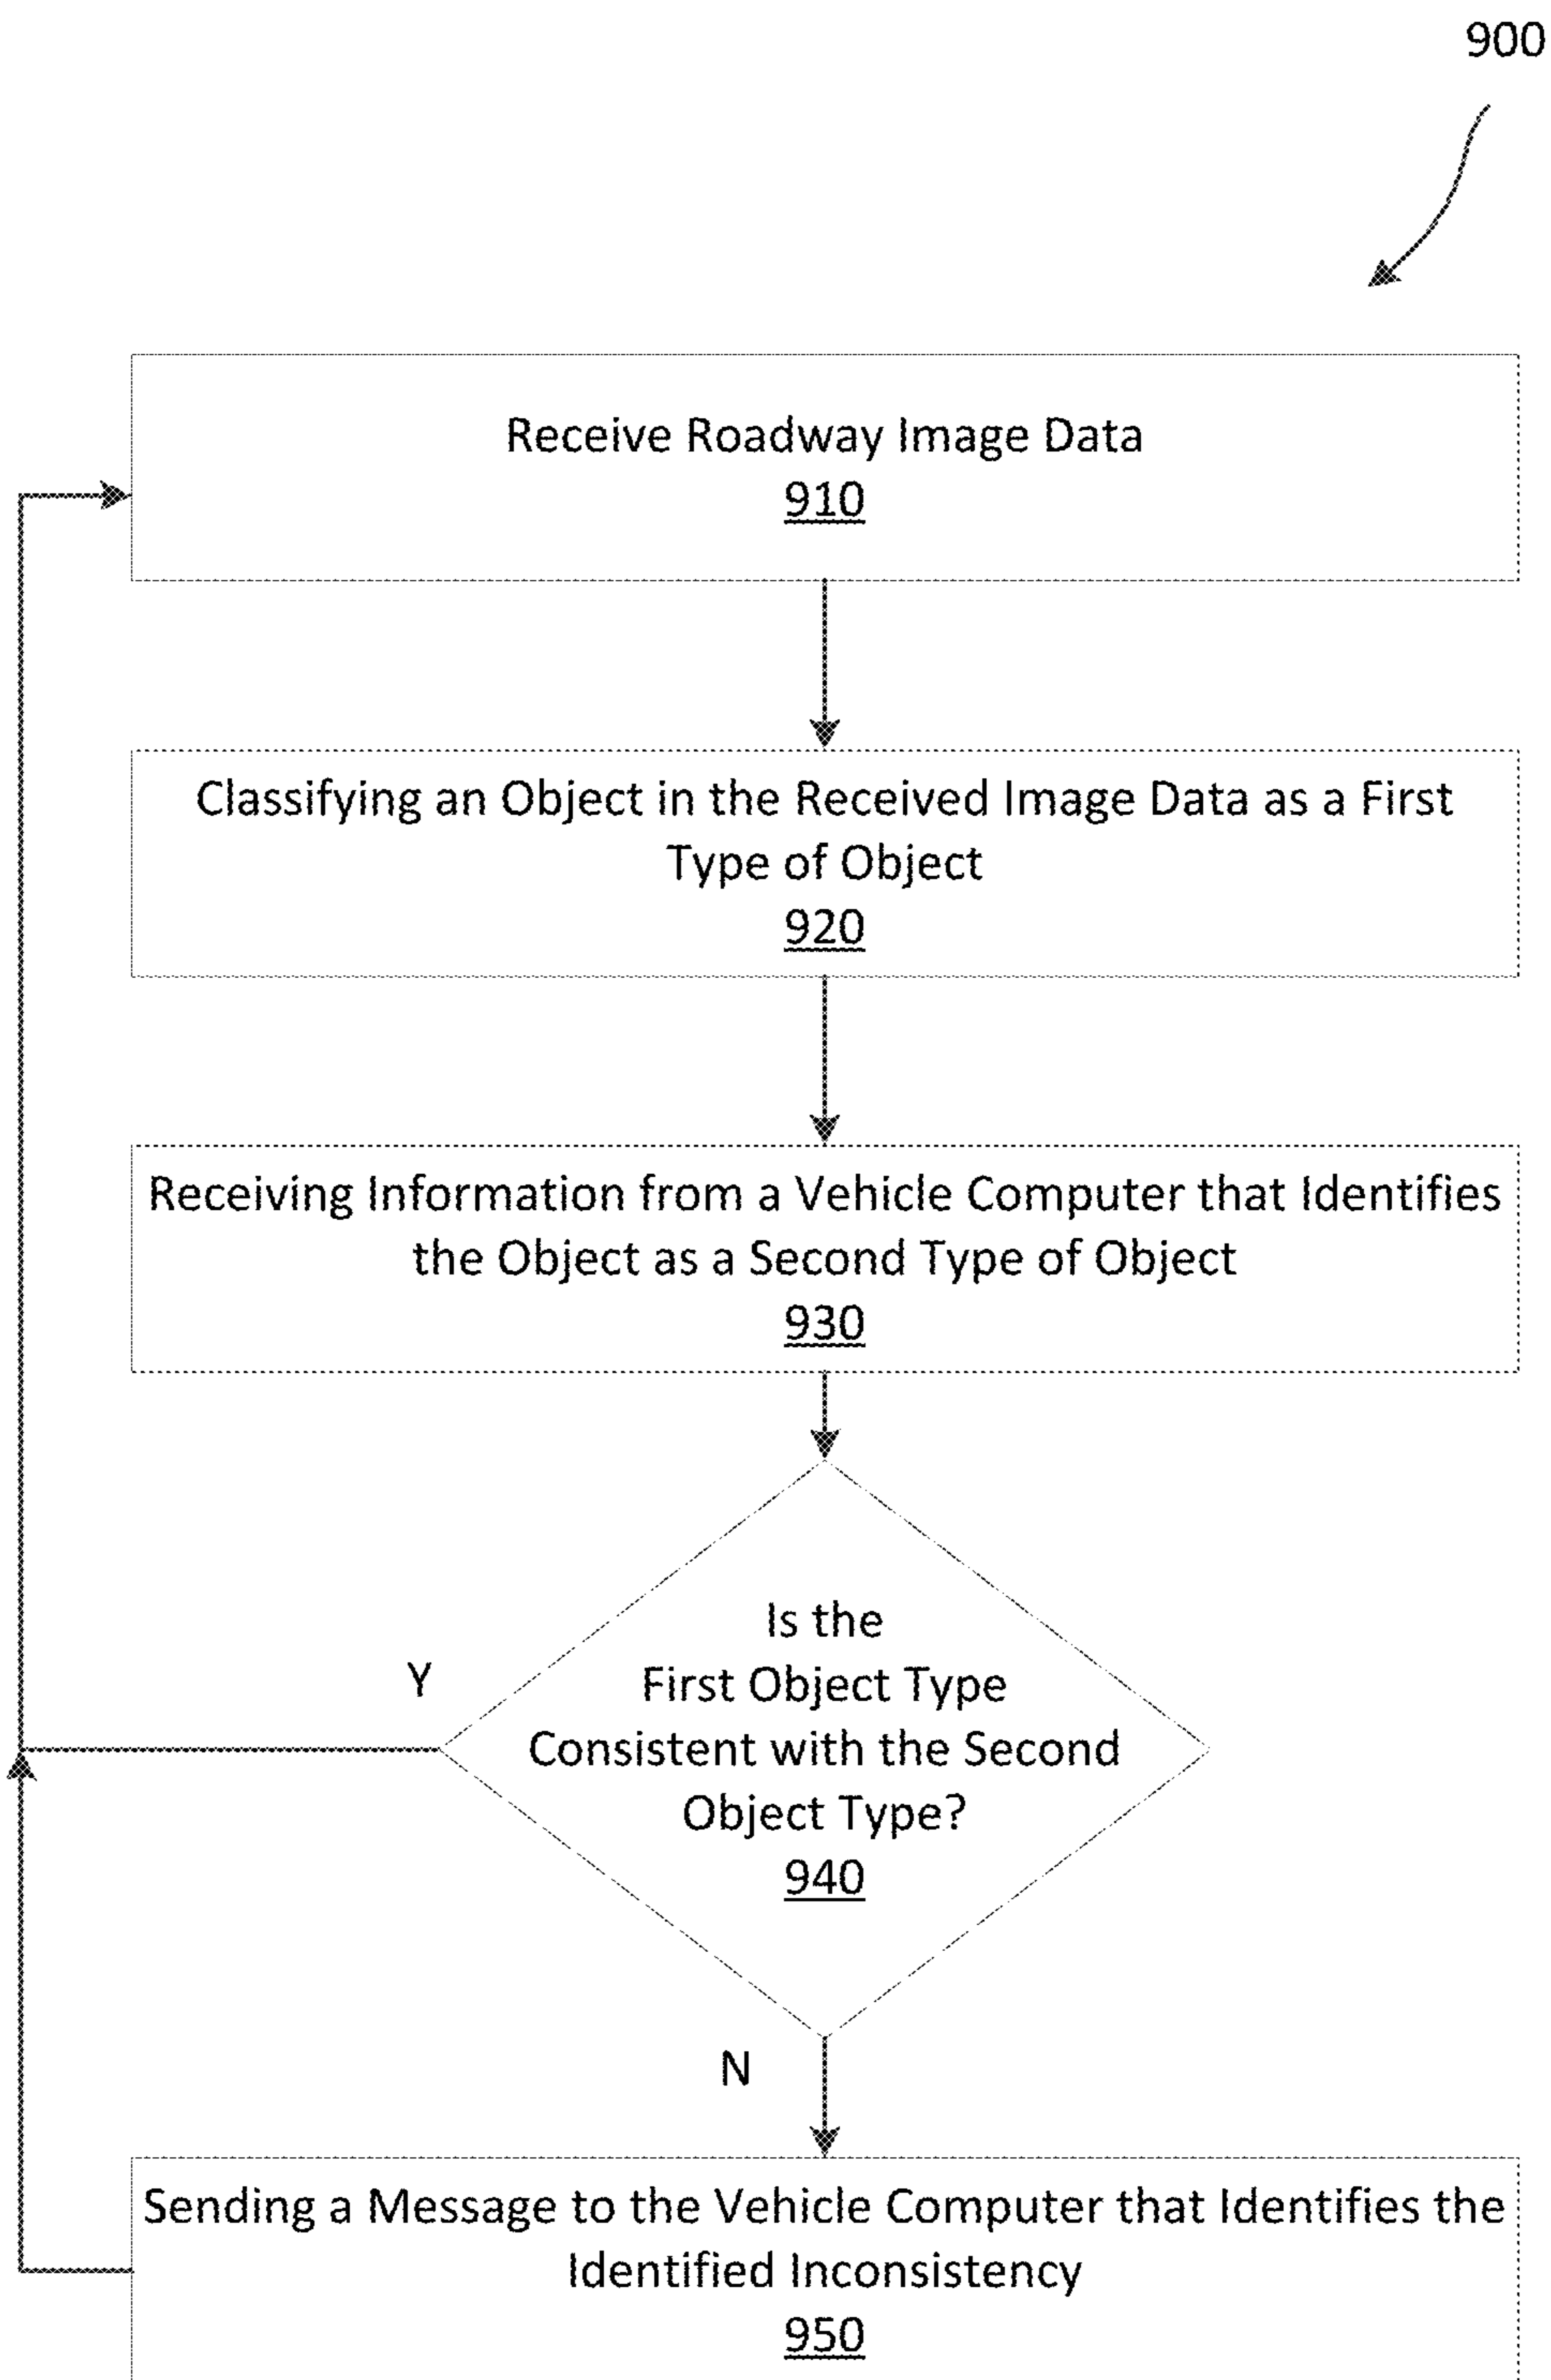 900
Receive Roadway Image Data
910
Classifying an Object in the Received Image Data as a First
Type of Object
920
Receiving Information from a Vehicle Computer that Identifies
the Object as a Second Type of Object
930
Is the
First Object Type
Consistent with the Second
Object Type?
940
Y
N
Sending a Message to the Vehicle Computer that Identifies the
Identified Inconsistency
950